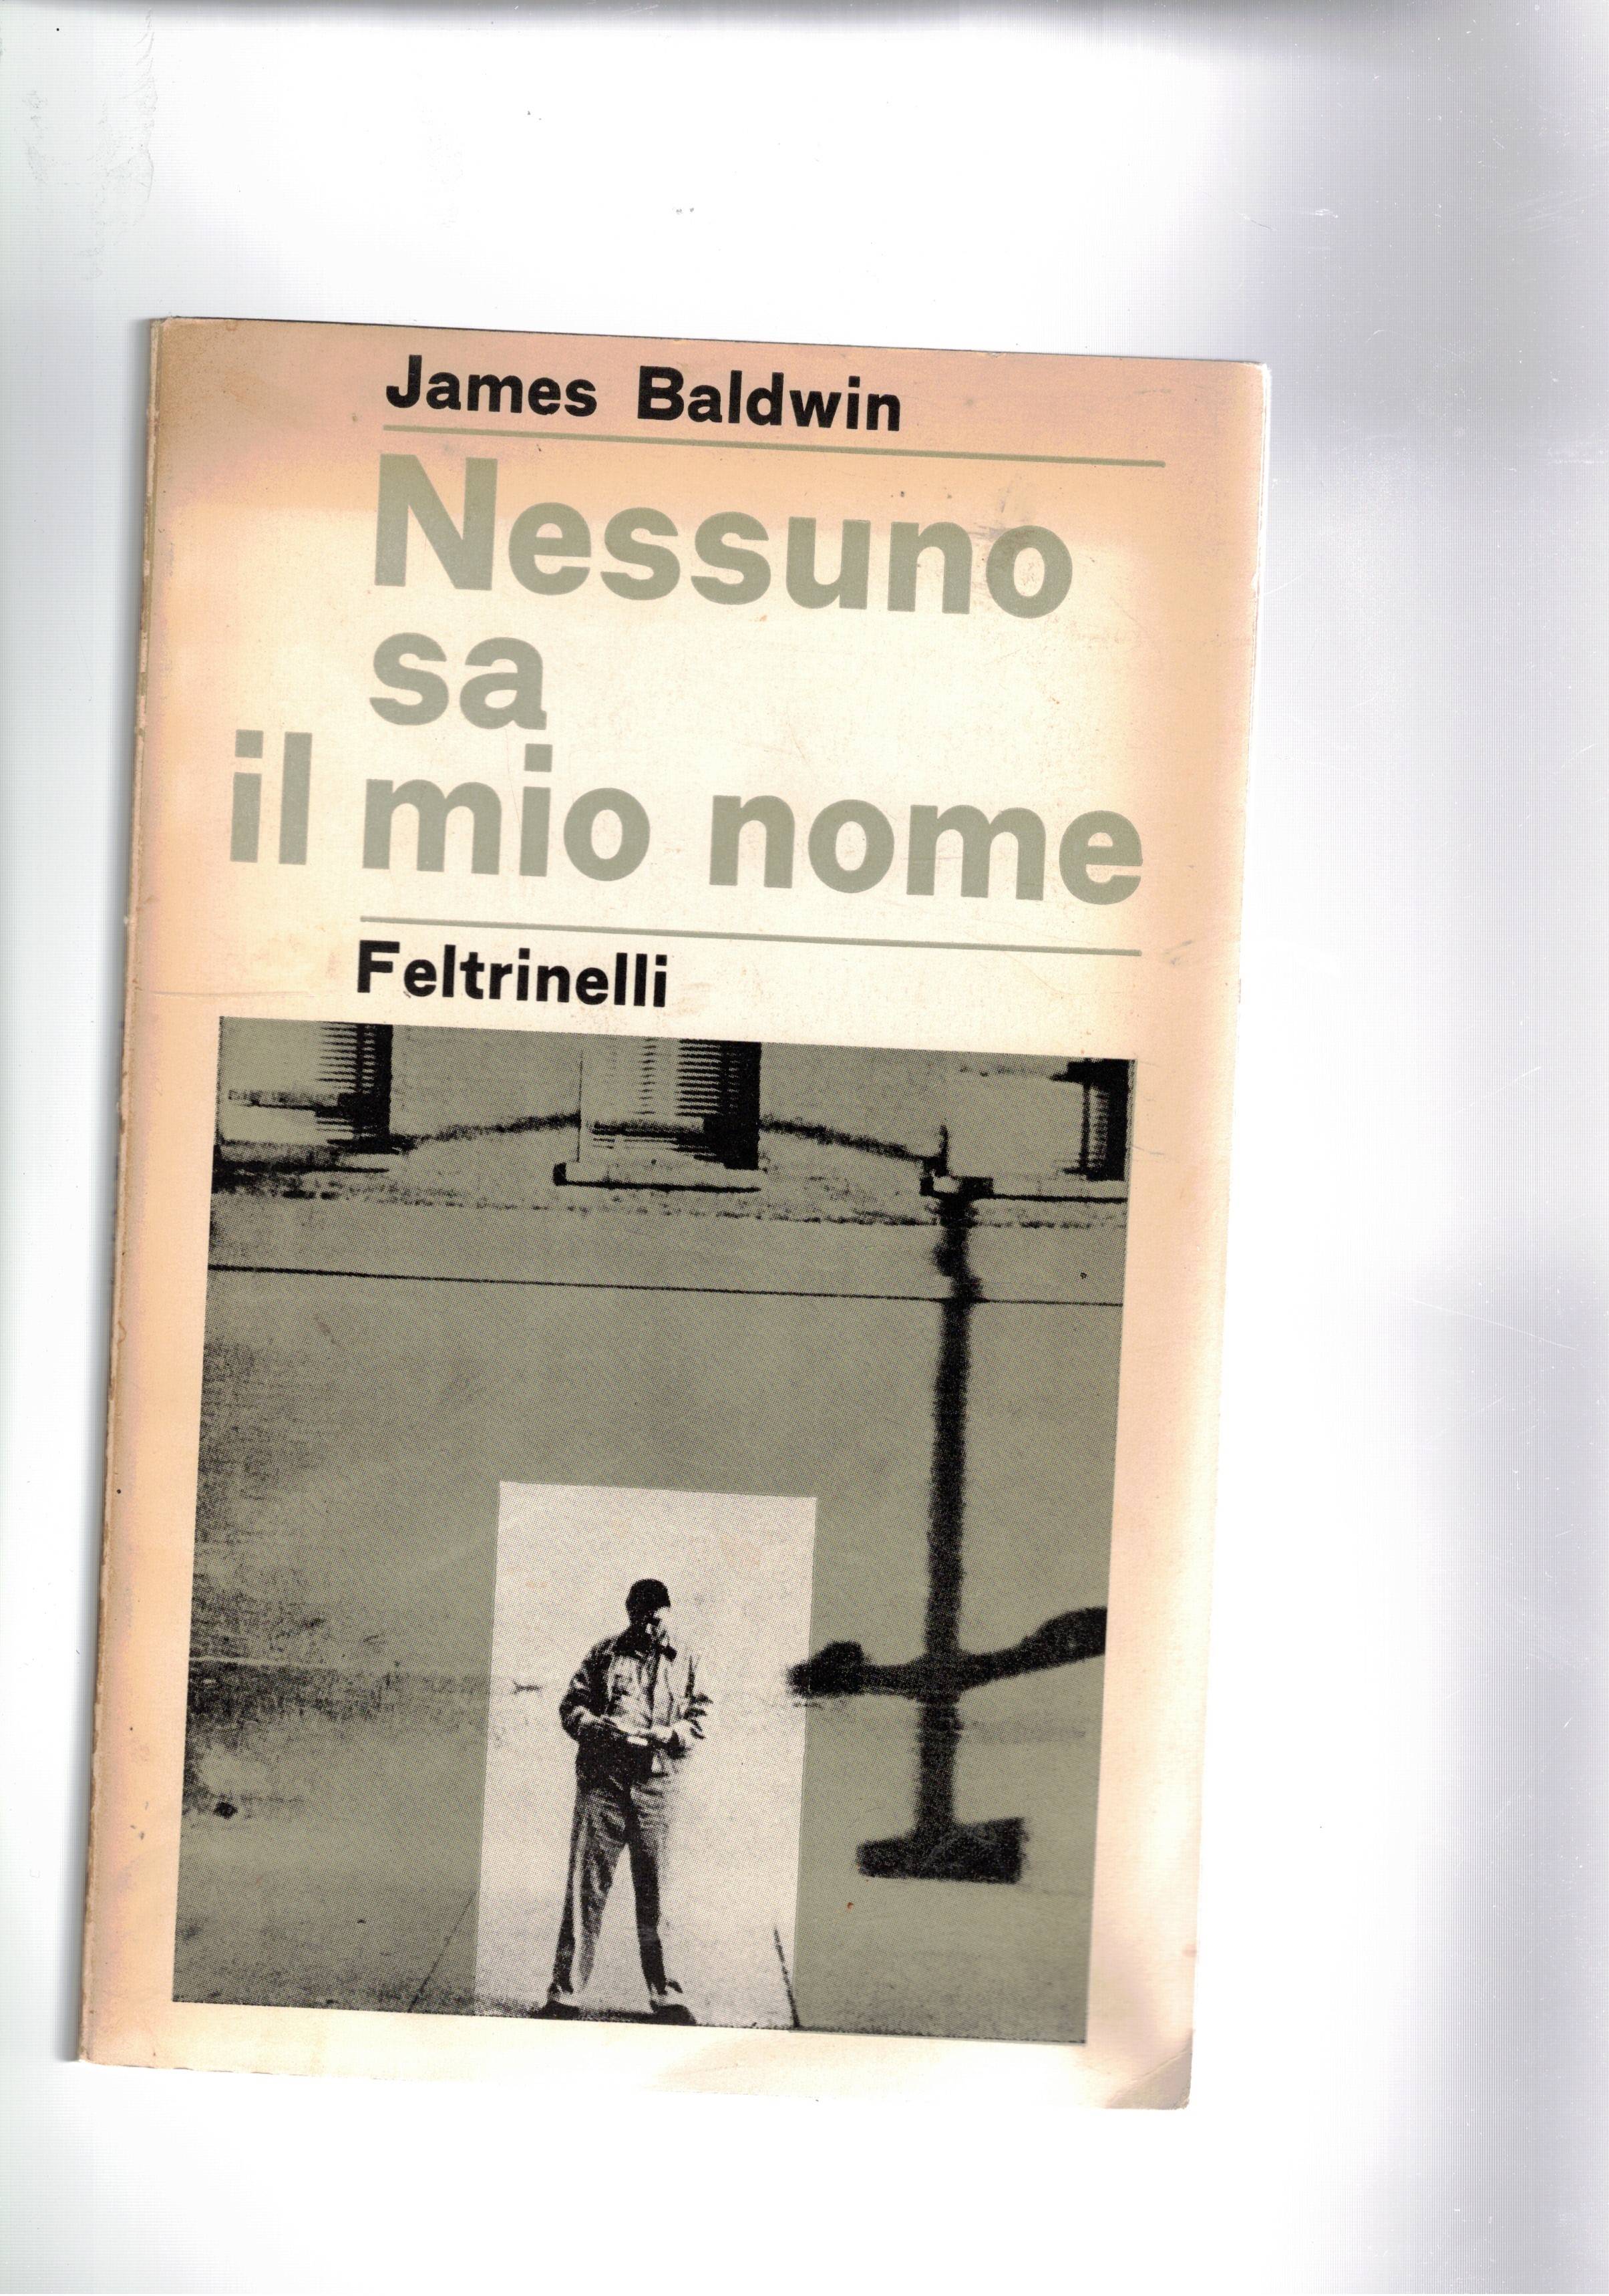 James Baldwin
Nessuno
sa
il mio nome
Feltrinelli